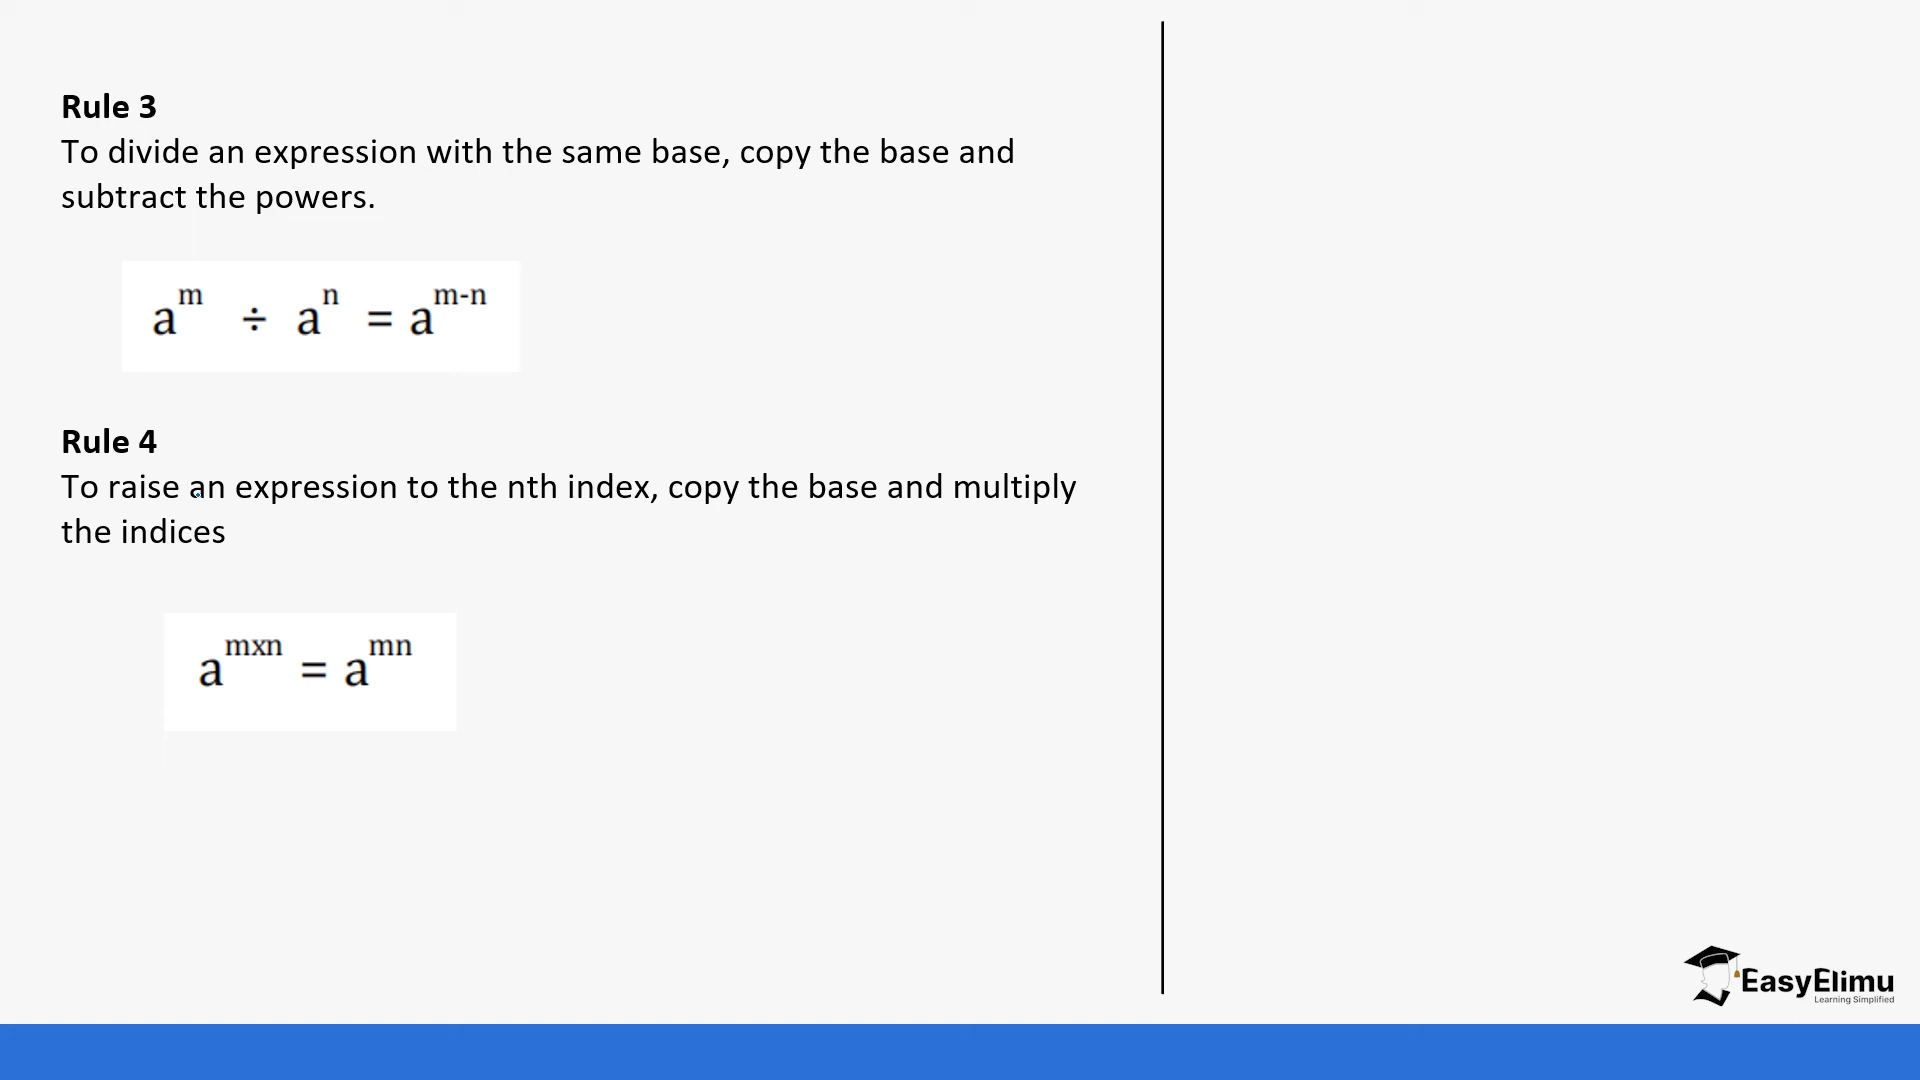 Rule 3
To divide an expression with the same base, copy the base and
subtract the powers.
a^m ÷ a^n = a^m-n
Rule 4
To raise an expression to the nth index, copy the base and multiply
the indices
a^mxn = a^mn
EasyElimu
Learning Simplified